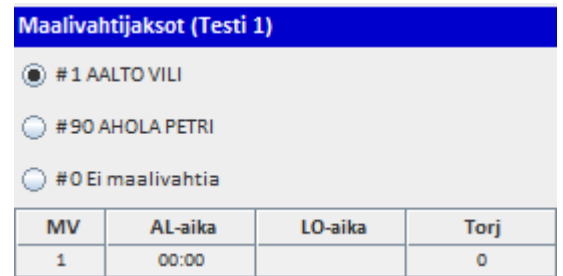 Maalivahtijaksot (Testi 1)
#1 AALTO VILI
#90 AHOLA PETRI
#0 Ei maalivahtia
MV AL-aika LO-aika Torj
1 00:00 0